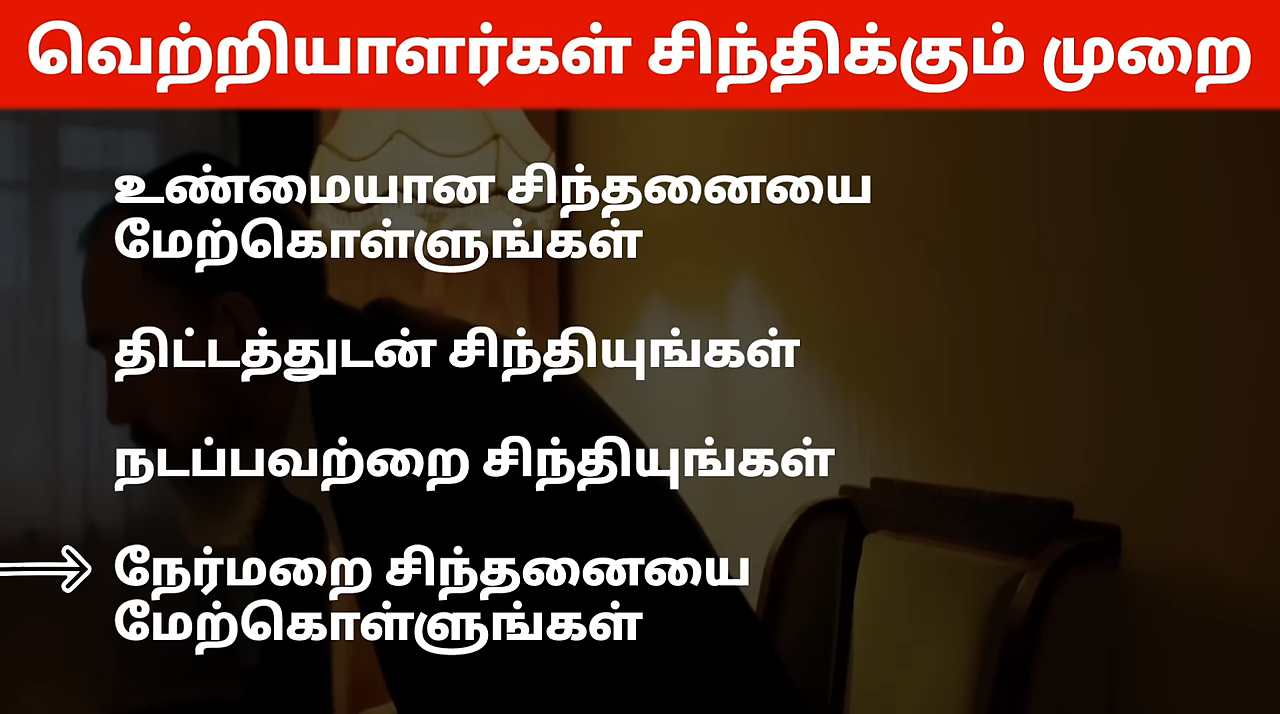 வெற்றியாளர்கள் சிந்திக்கும் முறை
உண்மையான சிந்தனையை
மேற்கொள்ளுங்கள்
திட்டத்துடன் சிந்தியுங்கள்
நடப்பவற்றை சிந்தியுங்கள்
நேர்மறை சிந்தனையை
மேற்கொள்ளுங்கள்